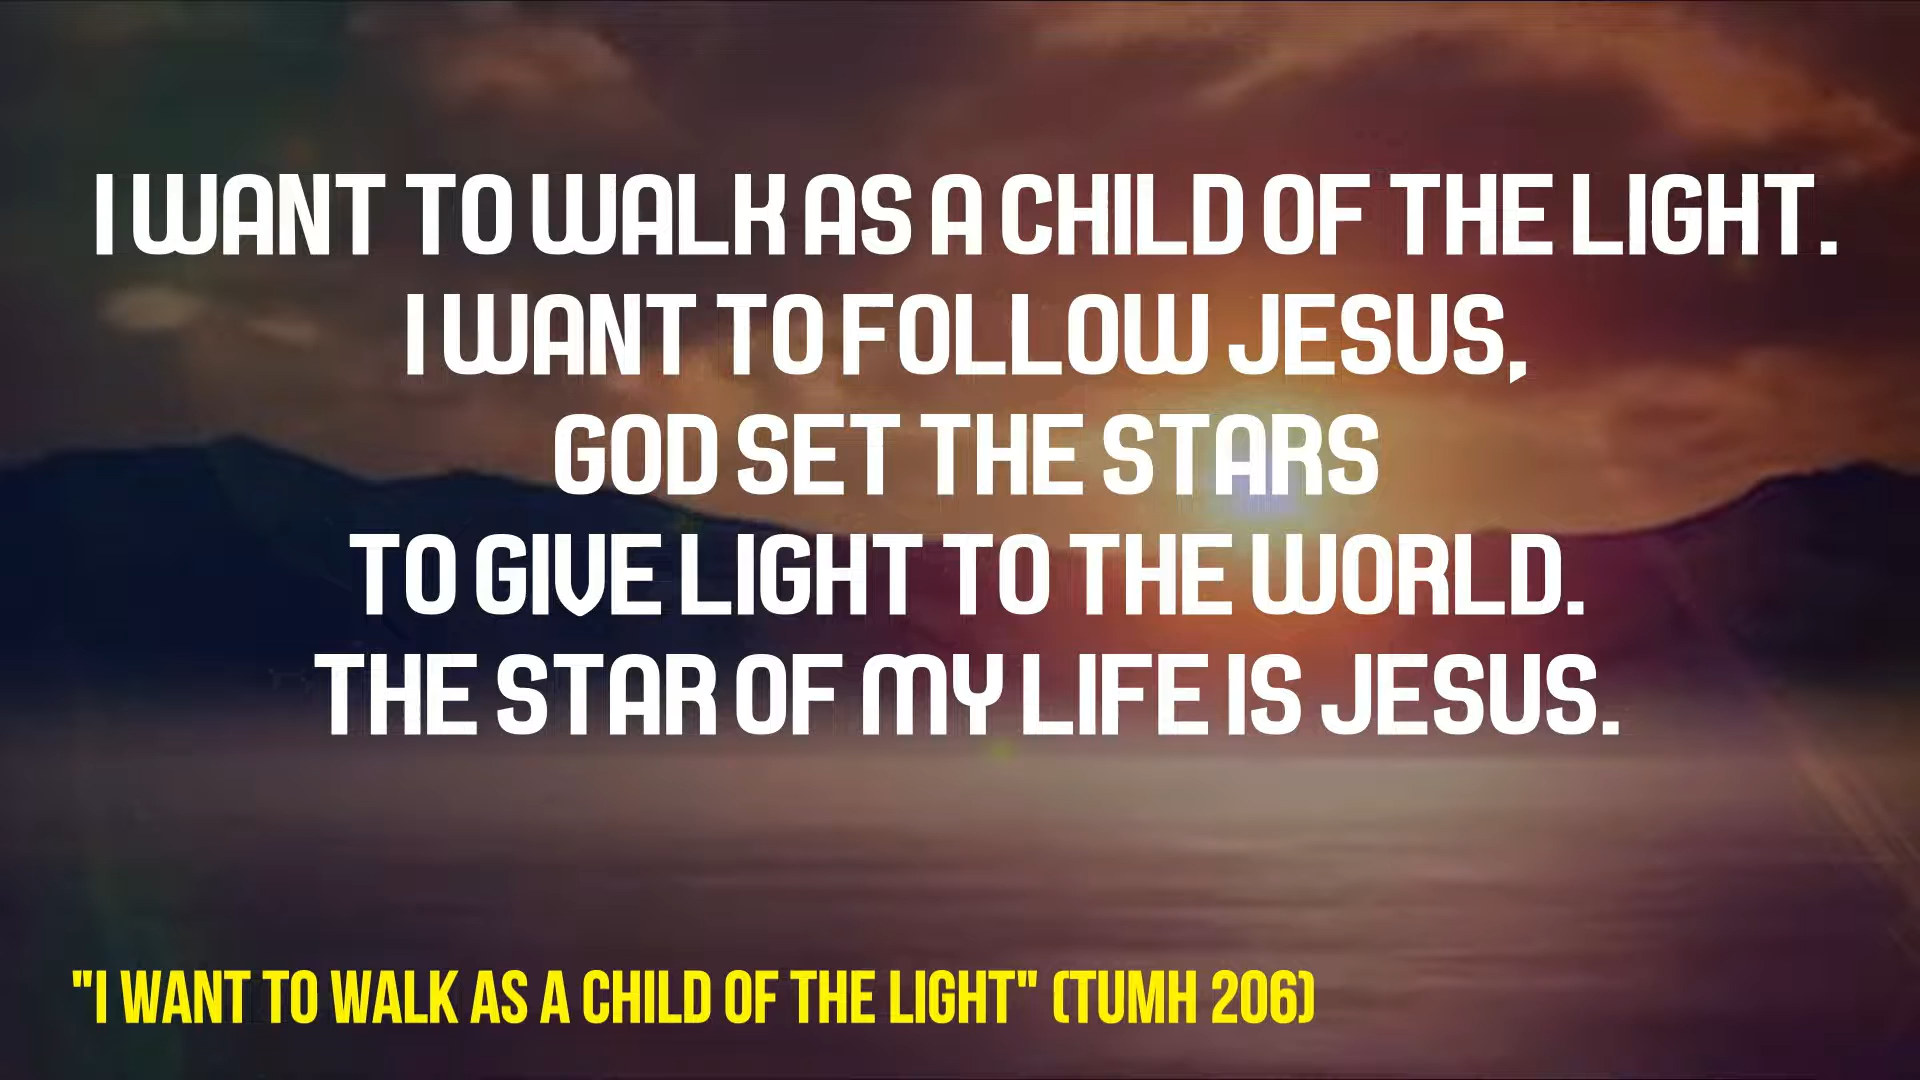 I WANT TO WALK AS A CHILD OF THE LIGHT.
I WANT TO FOLLOW JESUS,
GOD SET THE STARS
TO GIVE LIGHT TO THE WORLD.
THE STAR OF MY LIFE IS JESUS.
"I WANT TO WALK AS A CHILD OF THE LIGHT" (TUMH 206)